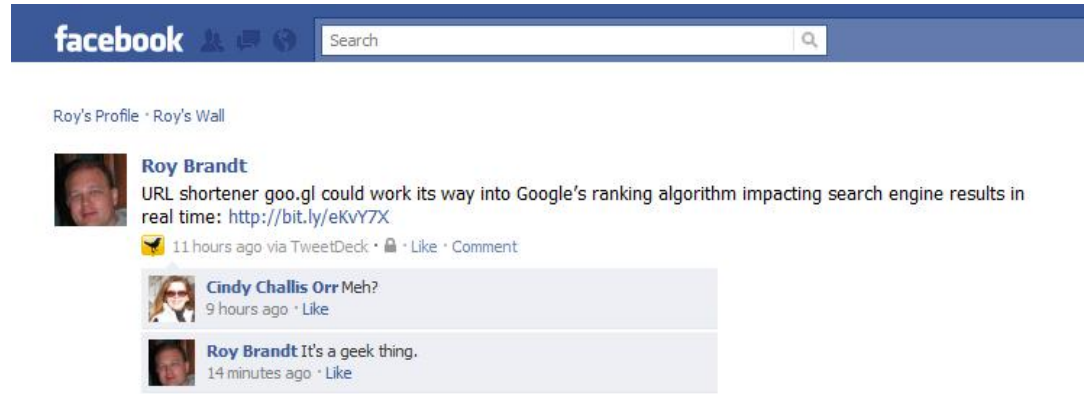 facebook
Search
Roy's Profile · Roy's Wall
Roy Brandt
URL shortener goo.gl could work its way into Google’s ranking algorithm impacting search engine results in
real time: http://bit.ly/eKvY7X
11 hours ago via TweetDeck · · Like · Comment
Cindy Challis Orr Meh?
9 hours ago · Like
Roy Brandt It's a geek thing.
14 minutes ago · Like